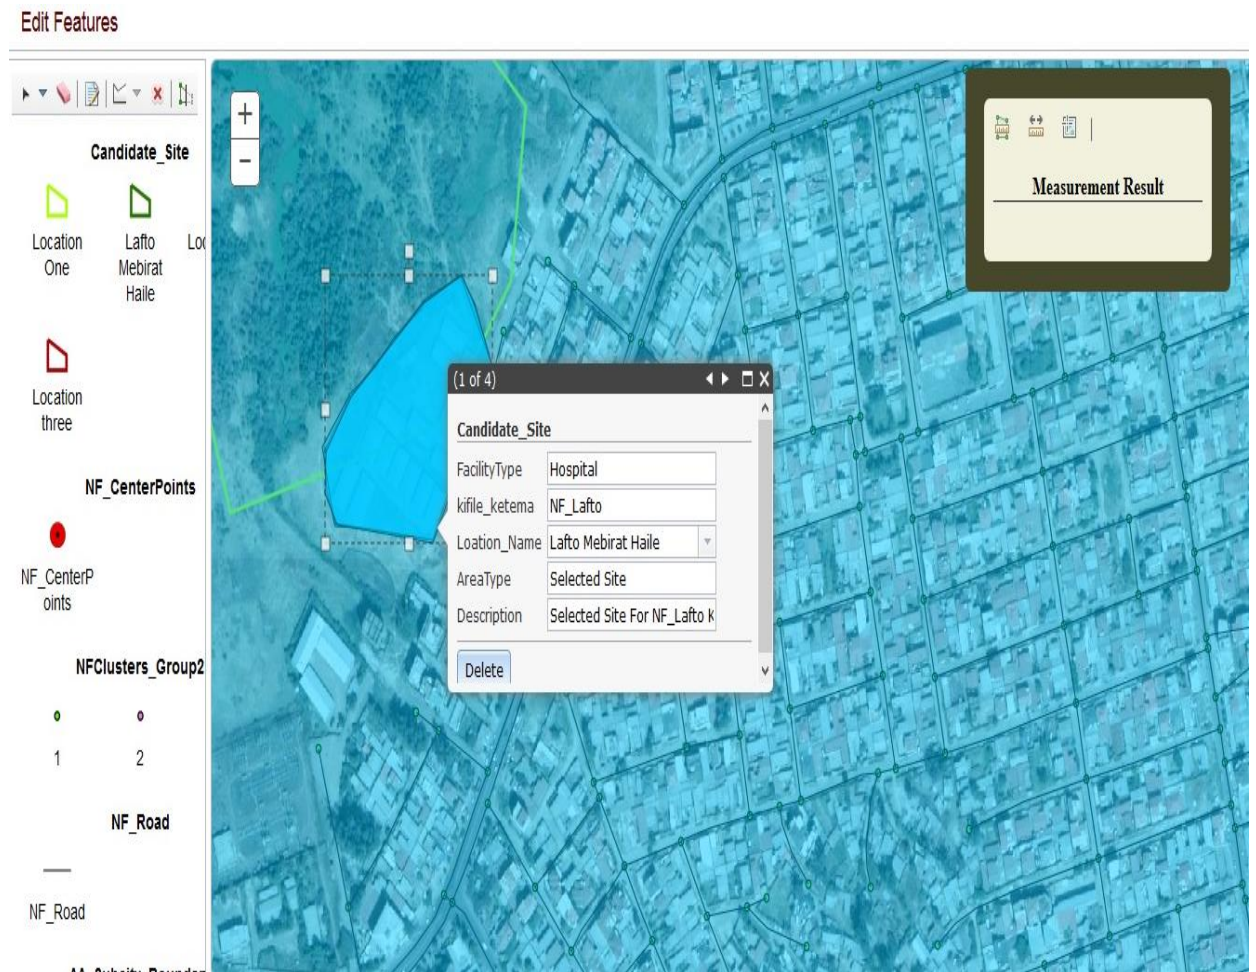 Edit Features
Candidate_Site
Location
One
Lafto
Mebirat
Haile
Loc
Location
three
NF_CenterPoints
NF_CenterP
oints
NFClusters_Group2
1
2
NF_Road
NF_Road
+
−
Measurement Result
(1 of 4)
Candidate_Site
FacilityType
Hospital
kifile_ketema
NF_Lafto
Loation_Name
Lafto Mebirat Haile
AreaType
Selected Site
Description
Selected Site For NF_Lafto K
Delete